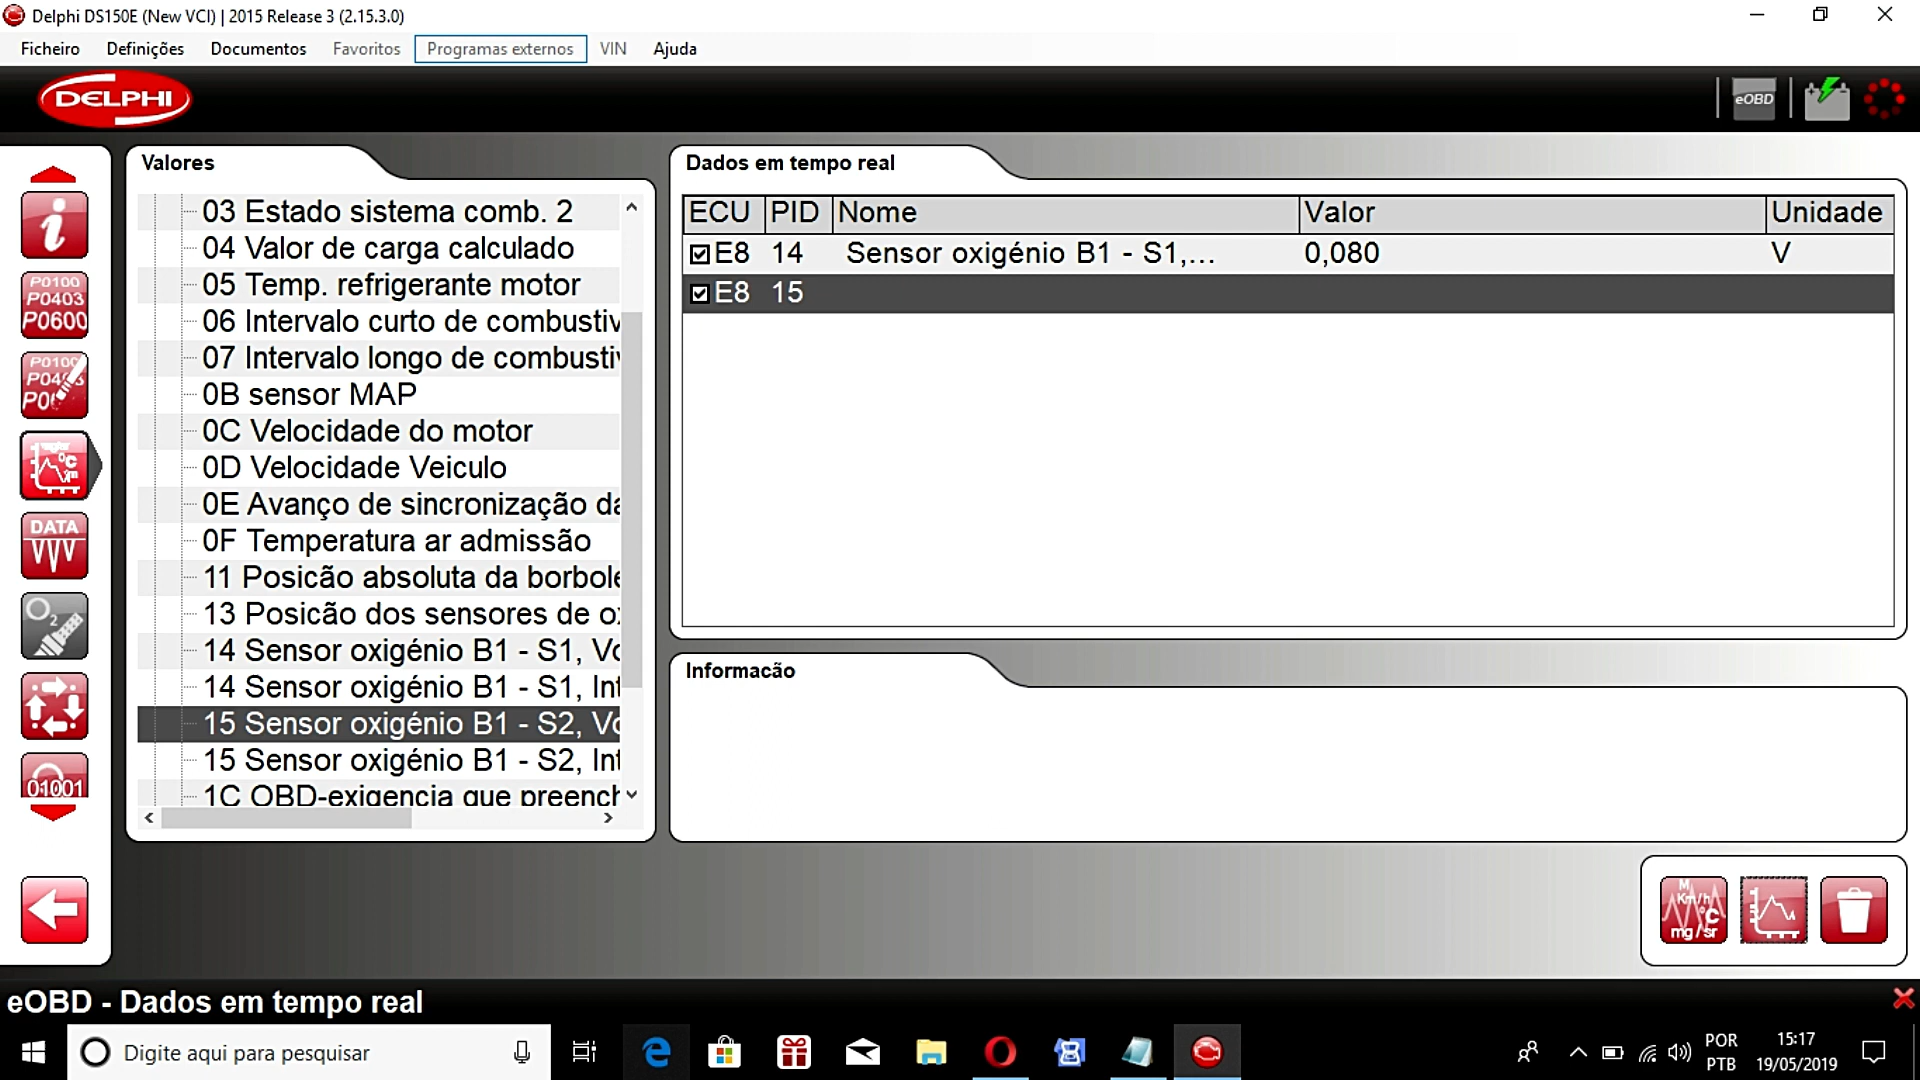 Delphi DS150E (New VCI) | 2015 Release 3 (2.15.3.0)
Ficheiro Definições Documentos Favoritos Programas externos VIN Ajuda
DELPHI
eOBD
Valores
03 Estado sistema comb. 2
04 Valor de carga calculado
05 Temp. refrigerante motor
06 Intervalo curto de combustiv
07 Intervalo longo de combusti
0B sensor MAP
0C Velocidade do motor
0D Velocidade Veiculo
0E Avanço de sincronização da
0F Temperatura ar admissão
11 Posicão absoluta da borbole
13 Posicão dos sensores de o
14 Sensor oxigénio B1 - S1, Vo
14 Sensor oxigénio B1 - S1, Int
15 Sensor oxigénio B1 - S2, Vo
15 Sensor oxigénio B1 - S2, Int
1C OBD-exigencia que preench
Dados em tempo real
ECU PID Nome Valor Unidade
E8 14 Sensor oxigénio B1 - S1,... 0,080 V
E8 15
Informacão
P0100
P0403
P0600
P0100
DATA
O2
01001
M
Km/h
°C
mg/sr
eOBD - Dados em tempo real
Digite aqui para pesquisar
POR
PTB
15:17
19/05/2019